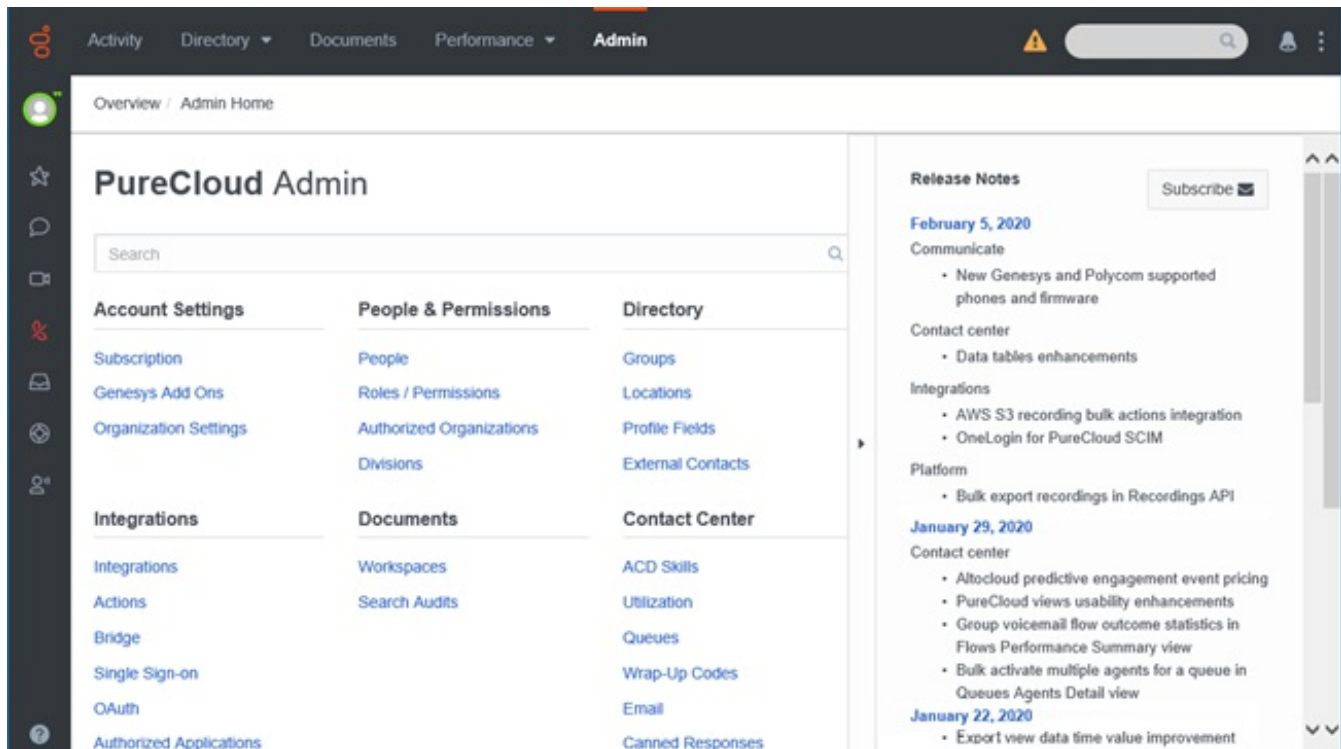 Activity Directory Documents Performance Admin
Overview / Admin Home
PureCloud Admin
Search
Account Settings
Subscription
Genesys Add Ons
Organization Settings
People & Permissions
People
Roles / Permissions
Authorized Organizations
Divisions
Directory
Groups
Locations
Profile Fields
External Contacts
Integrations
Integrations
Actions
Bridge
Single Sign-on
OAuth
Authorized Applications
Documents
Workspaces
Search Audits
Contact Center
ACD Skills
Utilization
Queues
Wrap-Up Codes
Email
Canned Responses
Release Notes
Subscribe
February 5, 2020
Communicate
• New Genesys and Polycom supported
phones and firmware
Contact center
• Data tables enhancements
Integrations
• AWS S3 recording bulk actions integration
• OneLogin for PureCloud SCIM
Platform
• Bulk export recordings in Recordings API
January 29, 2020
Contact center
• Altocloud predictive engagement event pricing
• PureCloud views usability enhancements
• Group voicemail flow outcome statistics in
Flows Performance Summary view
• Bulk activate multiple agents for a queue in
Queues Agents Detail view
January 22, 2020
• Export view data time value improvement